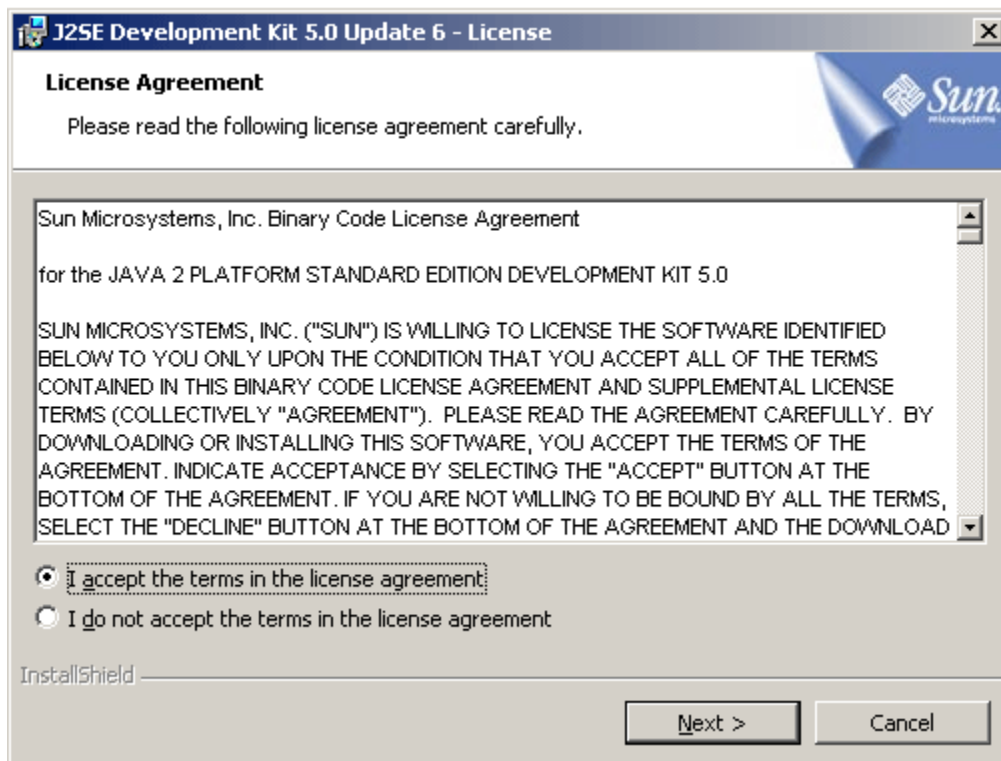 J2SE Development Kit 5.0 Update 6 - License
License Agreement
Please read the following license agreement carefully.
Sun
microsystems
Sun Microsystems, Inc. Binary Code License Agreement
for the JAVA 2 PLATFORM STANDARD EDITION DEVELOPMENT KIT 5.0
SUN MICROSYSTEMS, INC. ("SUN") IS WILLING TO LICENSE THE SOFTWARE IDENTIFIED
BELOW TO YOU ONLY UPON THE CONDITION THAT YOU ACCEPT ALL OF THE TERMS
CONTAINED IN THIS BINARY CODE LICENSE AGREEMENT AND SUPPLEMENTAL LICENSE
TERMS (COLLECTIVELY "AGREEMENT").  PLEASE READ THE AGREEMENT CAREFULLY.  BY
DOWNLOADING OR INSTALLING THIS SOFTWARE, YOU ACCEPT THE TERMS OF THE
AGREEMENT. INDICATE ACCEPTANCE BY SELECTING THE "ACCEPT" BUTTON AT THE
BOTTOM OF THE AGREEMENT. IF YOU ARE NOT WILLING TO BE BOUND BY ALL THE TERMS,
SELECT THE "DECLINE" BUTTON AT THE BOTTOM OF THE AGREEMENT AND THE DOWNLOAD
I accept the terms in the license agreement
I do not accept the terms in the license agreement
InstallShield
Next >
Cancel